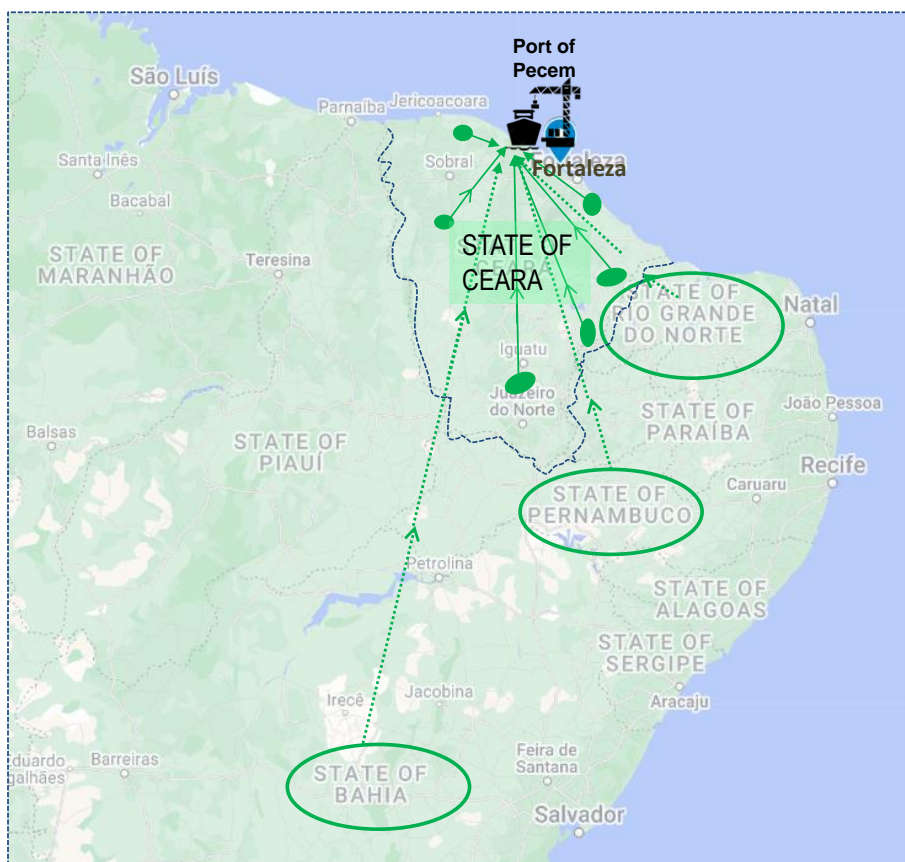 Port of
Pecem
São Luís
Parnaiba
Jericoacoara
Santa Inês
Sobral
Fortaleza
Bacabal
STATE OF
MARANHÃO
Teresina
STATE OF
CEARA
STATE OF
RIO GRANDE
DO NORTE
Natal
Iguatu
Juazeiro
do Norte
João Pessoa
STATE OF
PARAÍBA
Balsas
STATE OF
PIAUÍ
Recife
Caruaru
STATE OF
PERNAMBUCO
Petrolina
STATE OF
ALAGOAS
STATE OF
SERGIPE
Irecê
Jacobina
Aracaju
duardo
galhães
Barreiras
STATE OF
BAHIA
Feira de
Santana
Salvador